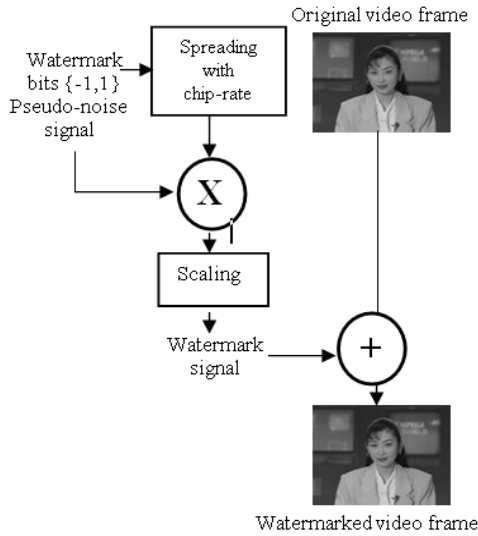 Original video frame
Watermark
bits {-1,1}
Pseudo-noise
signal
Spreading
with
chip-rate
X
Scaling
Watermark
signal
+
Watermarked video frame